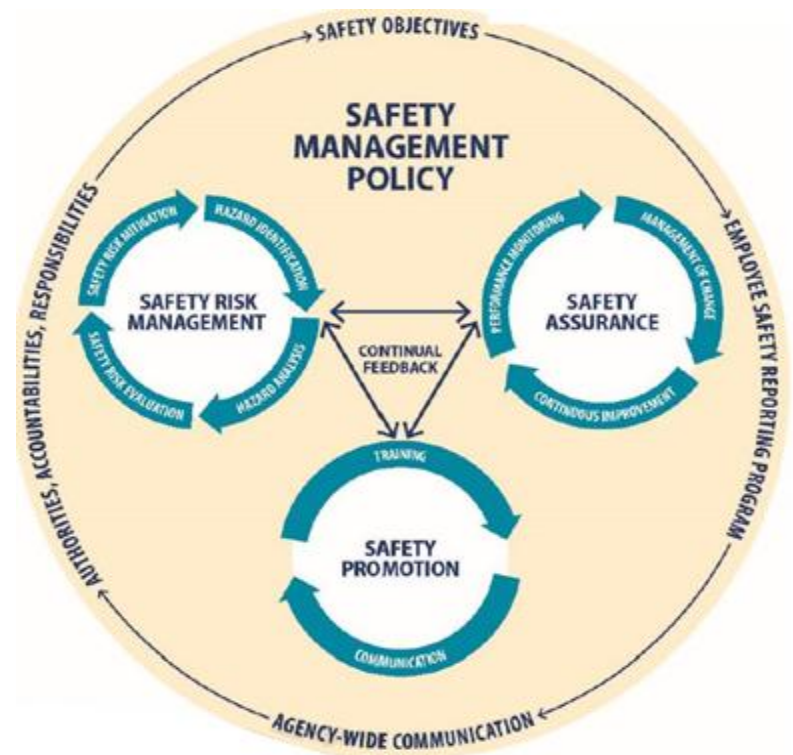 SAFETY OBJECTIVES
SAFETY
MANAGEMENT
POLICY
AUTHORITIES, ACCOUNTABILITIES, RESPONSIBILITIES
EMPLOYEE SAFETY REPORTING PROGRAM
SAFETY RISK MITIGATION
HAZARD IDENTIFICATION
SAFETY RISK
MANAGEMENT
SAFETY RISK EVALUATION
HAZARD ANALYSIS
CONTINUAL
FEEDBACK
PERFORMANCE MONITORING
MANAGEMENT OF CHANGE
SAFETY
ASSURANCE
CONTINOUS IMPROVEMENT
TRAINING
SAFETY
PROMOTION
COMMUNICATION
AGENCY-WIDE COMMUNICATION